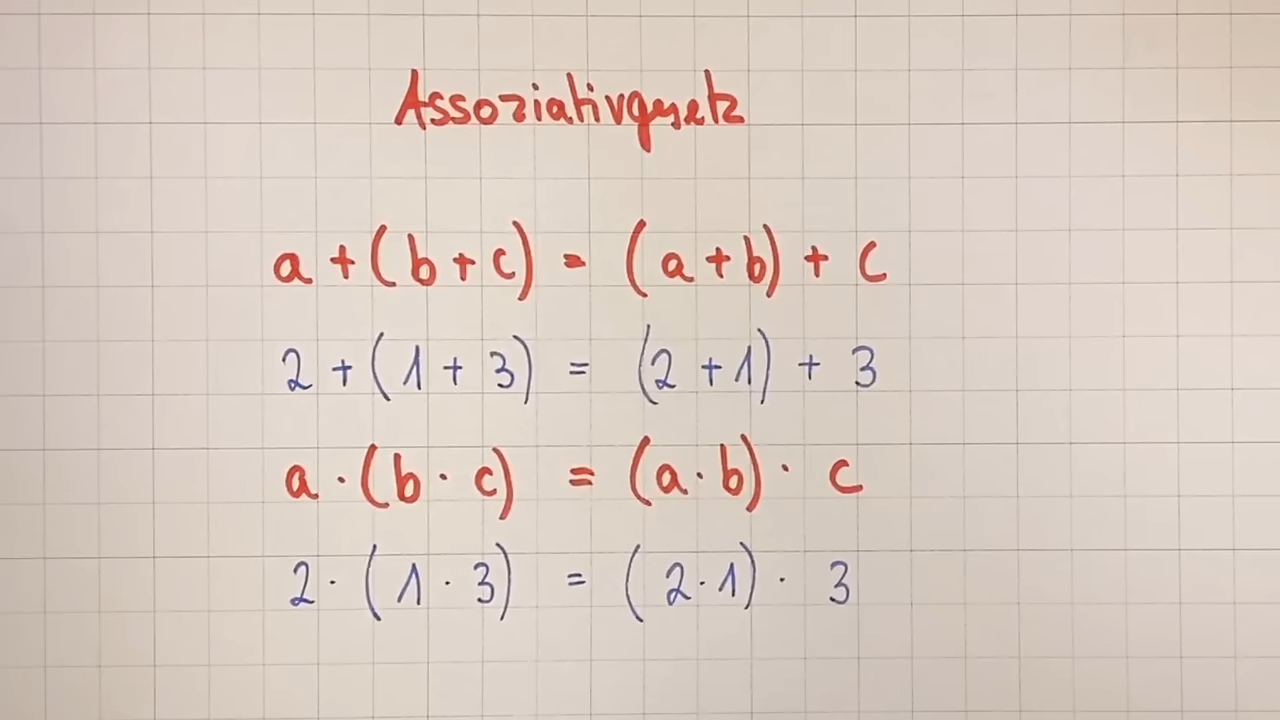 Assoziativgesetz
a + (b + c) = (a + b) + c
2 + (1 + 3) = (2 + 1) + 3
a · (b · c) = (a · b) · c
2 · (1 · 3) = (2 · 1) · 3